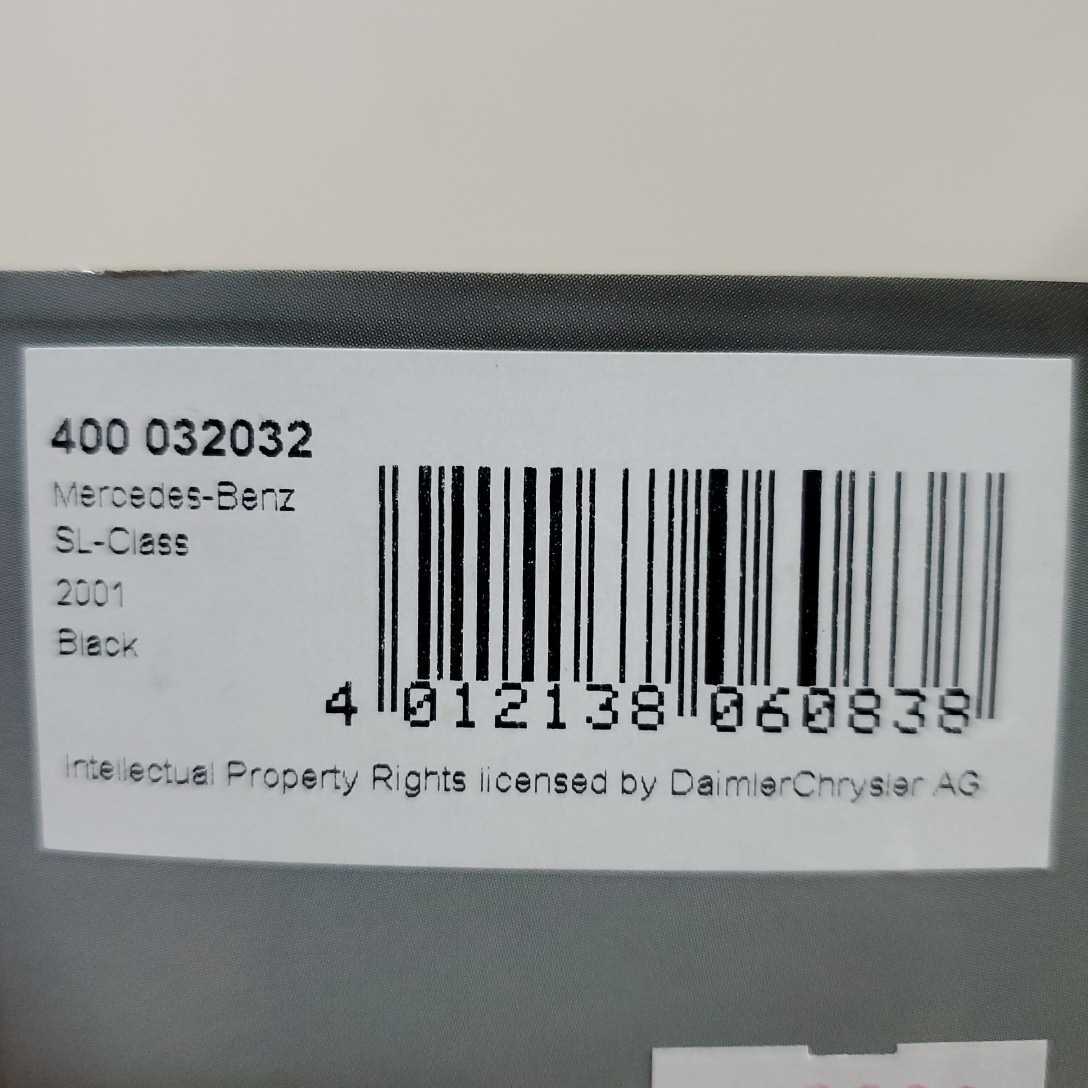 400 032032
Mercedes-Benz
SL-Class
2001
Black
4 012138 060838
Intellectual Property Rights licensed by DaimlerChrysler AG